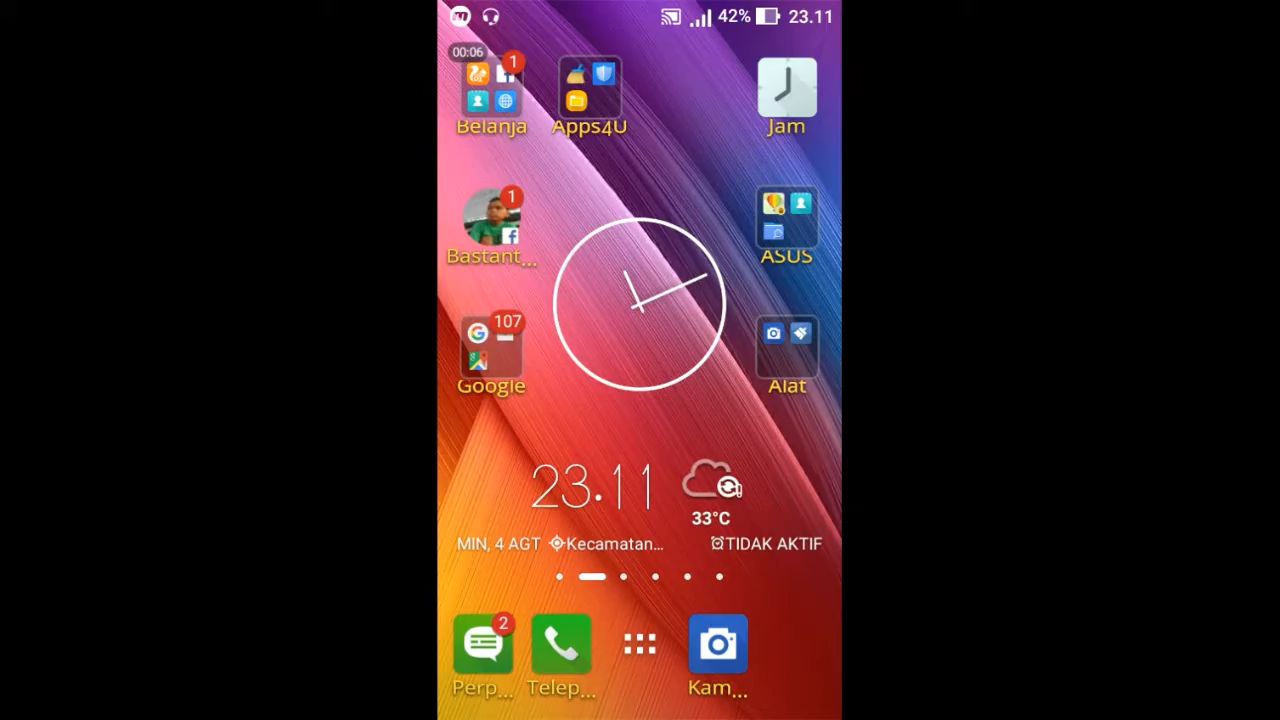 42% 23.11
00:06
1
Belanja
Apps4U
Jam
1
Bastant...
ASUS
107
Google
Alat
23.11
33°C
MIN, 4 AGT Kecamatan... TIDAK AKTIF
2
Perp...
Telep...
Kam...